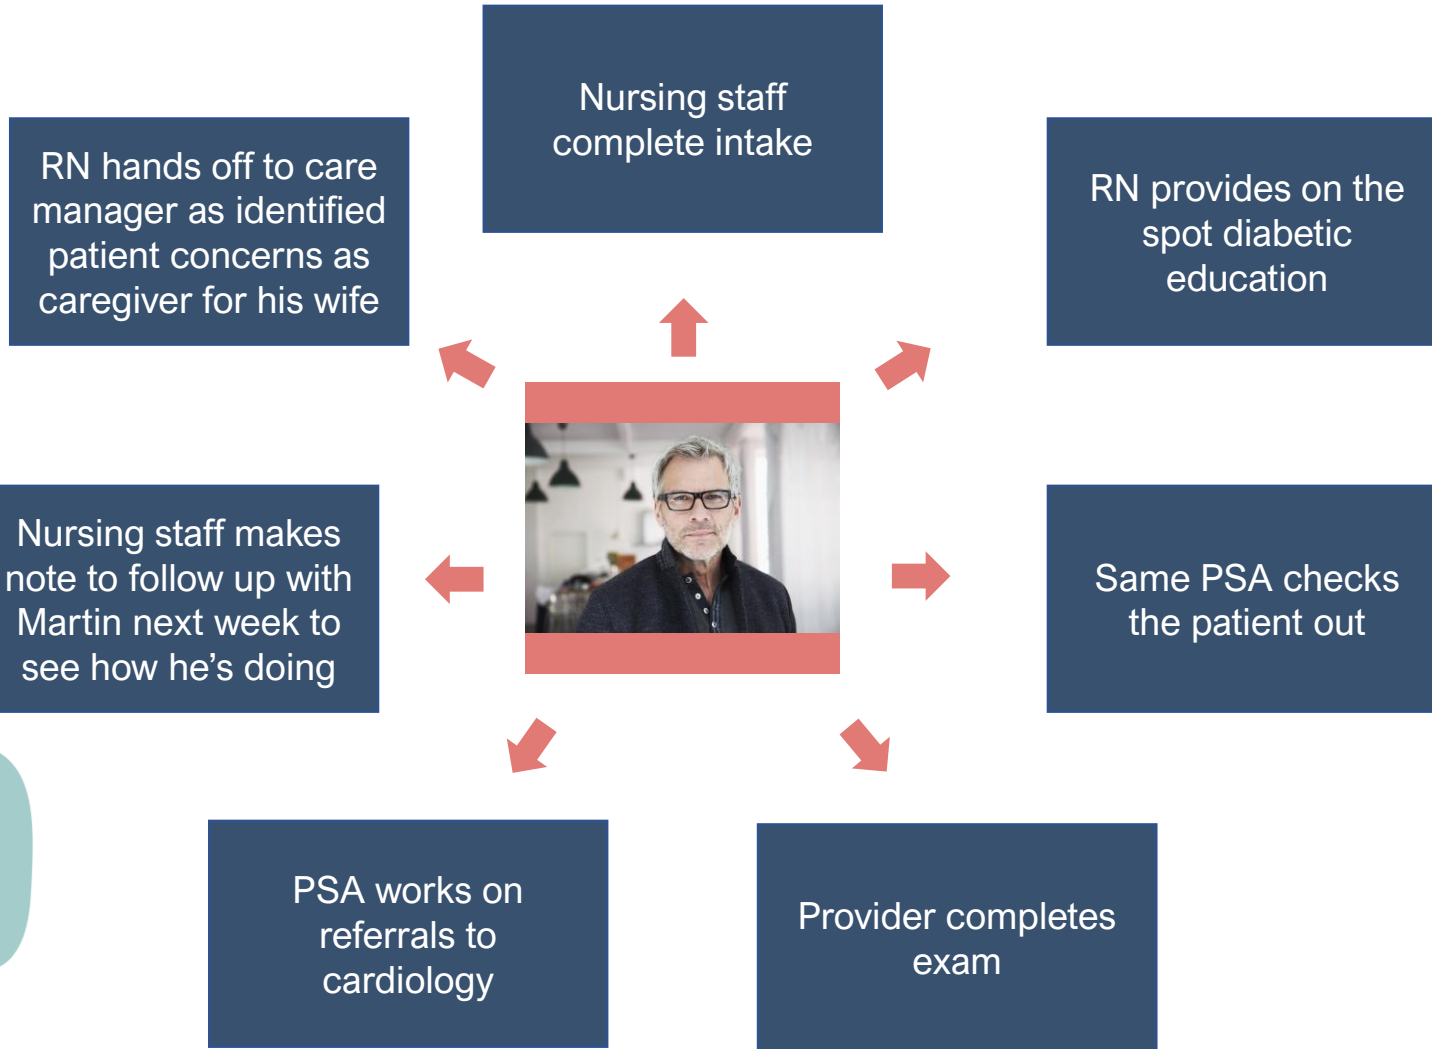 Nursing staff
complete intake
RN hands off to care
manager as identified
patient concerns as
caregiver for his wife
RN provides on the
spot diabetic
education
Nursing staff makes
note to follow up with
Martin next week to
see how he’s doing
Same PSA checks
the patient out
PSA works on
referrals to
cardiology
Provider completes
exam